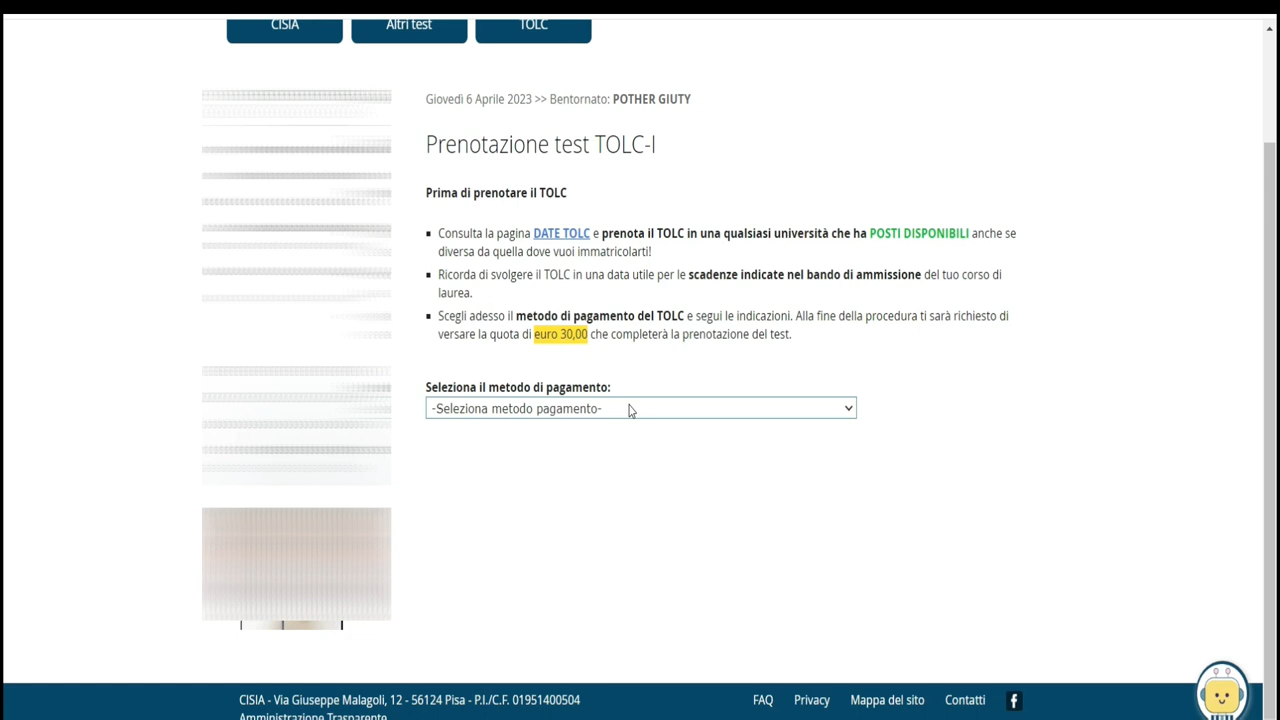 CISIA
Altri test
TOLC
Giovedì 6 Aprile 2023 >> Bentornato: POTHER GIUTY
Prenotazione test TOLC-I
Prima di prenotare il TOLC
Consulta la pagina DATE TOLC e prenota il TOLC in una qualsiasi università che ha POSTI DISPONIBILI anche se
diversa da quella dove vuoi immatricolarti!
Ricorda di svolgere il TOLC in una data utile per le scadenze indicate nel bando di ammissione del tuo corso di
laurea.
Scegli adesso il metodo di pagamento del TOLC e segui le indicazioni. Alla fine della procedura ti sarà richiesto di
versare la quota di euro 30,00 che completerà la prenotazione del test.
Seleziona il metodo di pagamento:
-Seleziona metodo pagamento-
CISIA - Via Giuseppe Malagoli, 12 - 56124 Pisa - P.I./C.F. 01951400504
FAQ
Privacy
Mappa del sito
Contatti
f
Amministrazione Trasparente